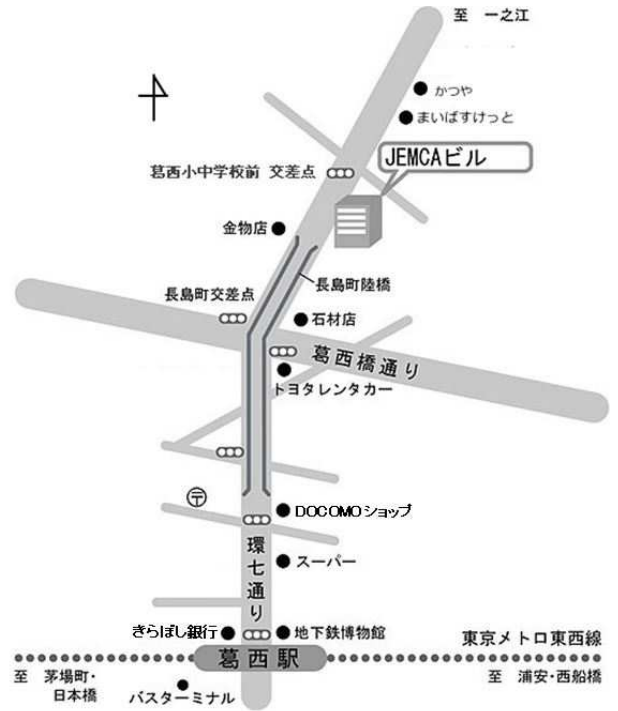 至 一之江
かつや
まいばすけっと
JEMCAビル
葛西小中学校前 交差点
金物店
長島町陸橋
長島町交差点
石材店
葛西橋通り
トヨタレンタカー
〒
DOCOMOショップ
環七通り
スーパー
きらぼし銀行
地下鉄博物館
東京メトロ東西線
葛西駅
至 茅場町・
日本橋
至 浦安・西船橋
バスターミナル